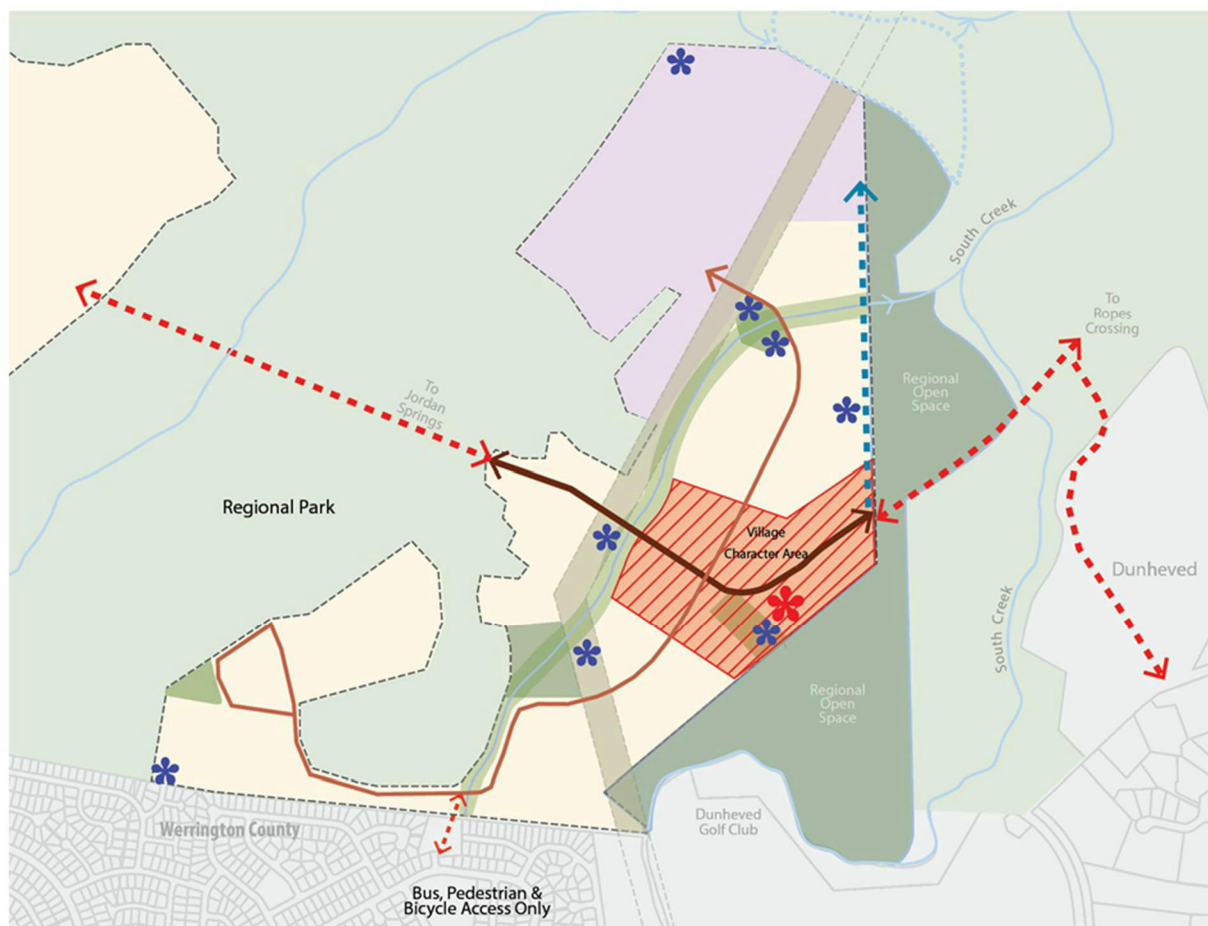 South Creek
To
Ropes
Crossing
Regional
Open
Space
To
Jordan
Springs
Regional Park
Village
Character Area
Dunheved
South Creek
Regional
Open
Space
Dunheved
Golf Club
Werrington County
Bus, Pedestrian &
Bicycle Access Only